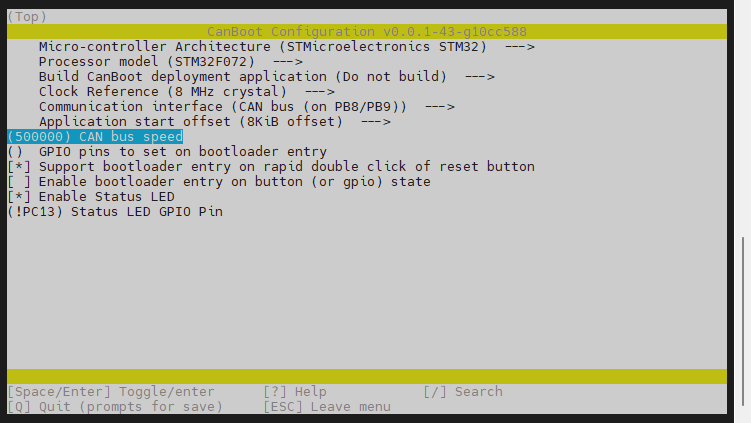 (Top)
CanBoot Configuration v0.0.1-43-g10cc588
Micro-controller Architecture (STMicroelectronics STM32)  --->
Processor model (STM32F072)  --->
Build CanBoot deployment application (Do not build)  --->
Clock Reference (8 MHz crystal)  --->
Communication interface (CAN bus (on PB8/PB9))  --->
Application start offset (8KiB offset)  --->
(500000) CAN bus speed
()  GPIO pins to set on bootloader entry
[*] Support bootloader entry on rapid double click of reset button
[ ] Enable bootloader entry on button (or gpio) state
[*] Enable Status LED
(!PC13) Status LED GPIO Pin
[Space/Enter] Toggle/enter     [?] Help            [/] Search
[Q] Quit (prompts for save)     [ESC] Leave menu